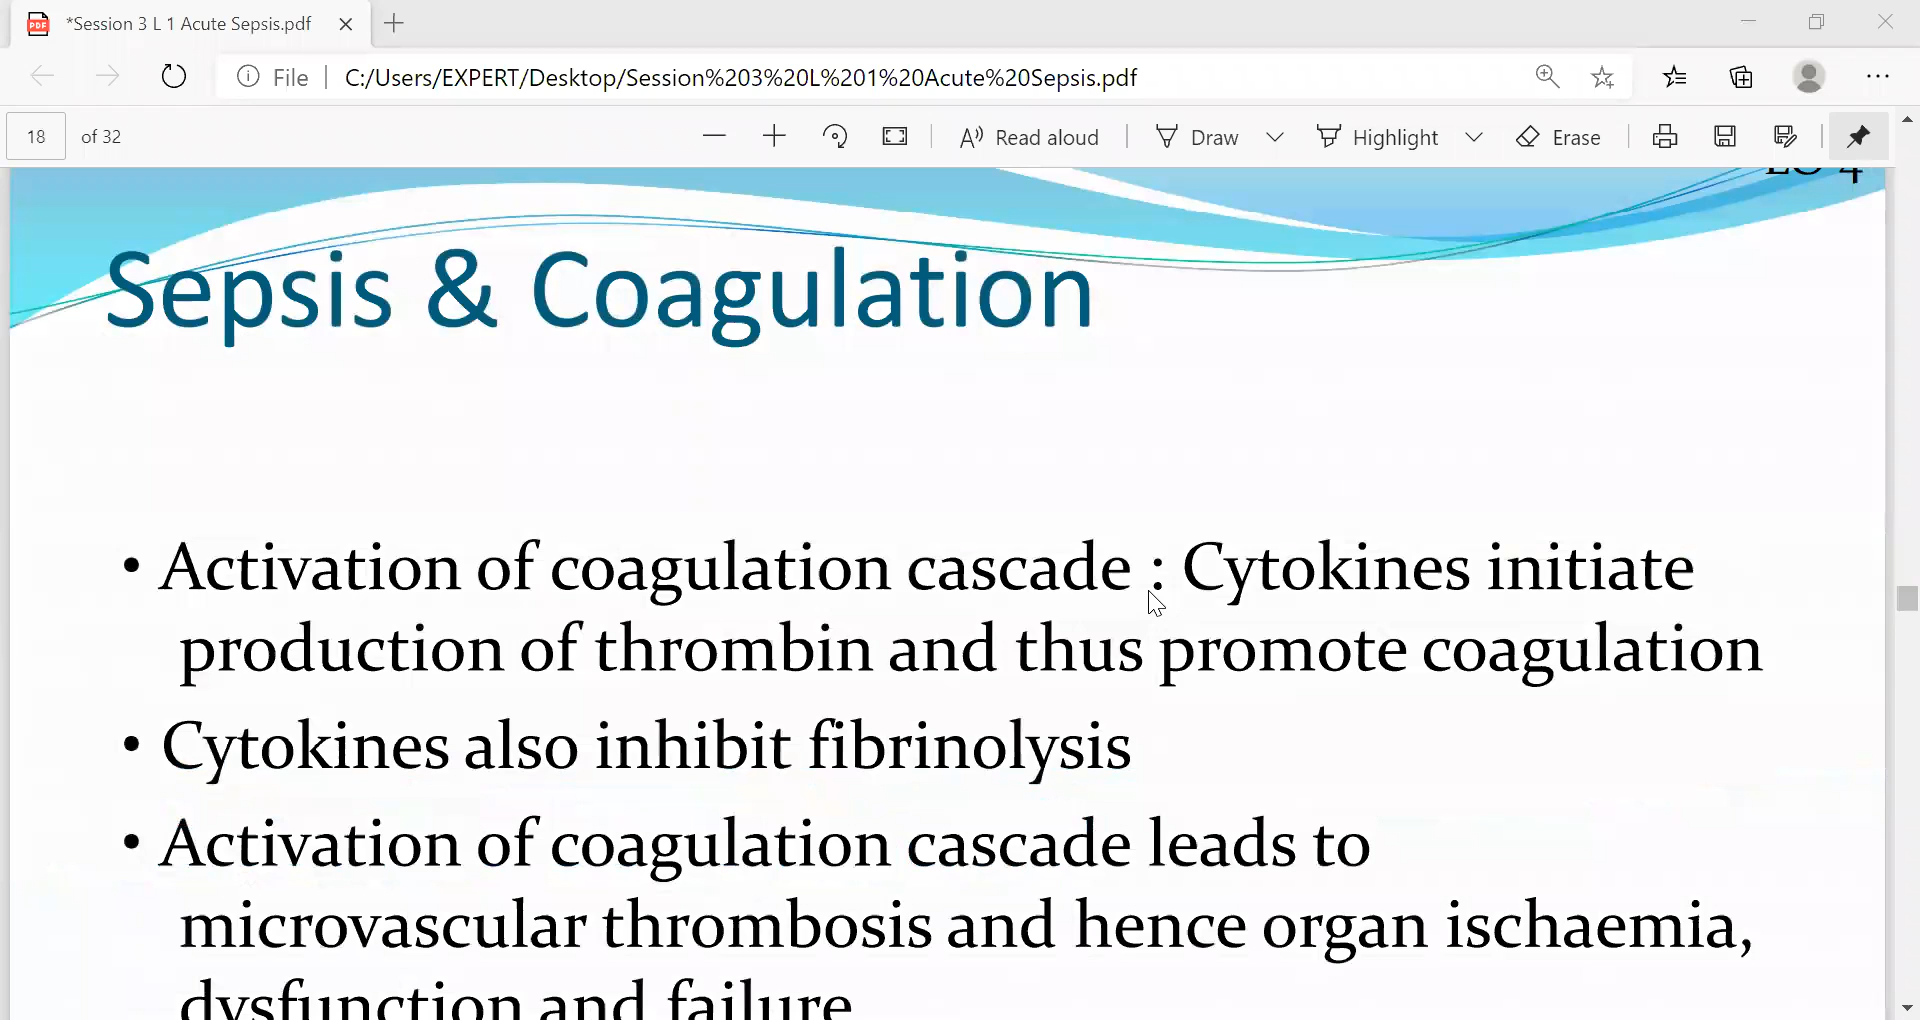 *Session 3 L 1 Acute Sepsis.pdf
File C:/Users/EXPERT/Desktop/Session%203%20L%201%20Acute%20Sepsis.pdf
18 of 32 Read aloud Draw Highlight Erase
LO 4
Sepsis & Coagulation
• Activation of coagulation cascade : Cytokines initiate
production of thrombin and thus promote coagulation
• Cytokines also inhibit fibrinolysis
• Activation of coagulation cascade leads to
microvascular thrombosis and hence organ ischaemia,
dysfunction and failure